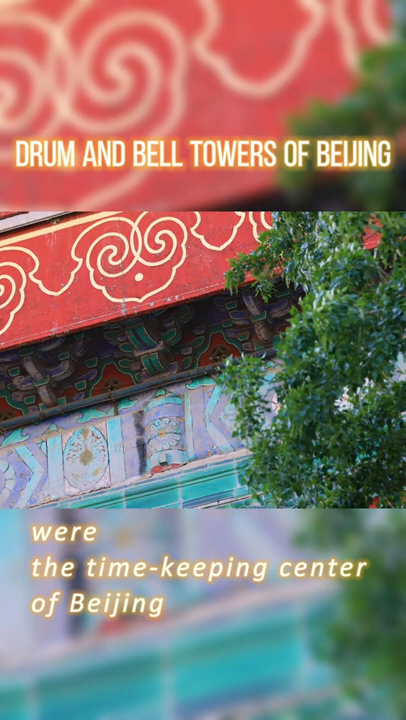 DRUM AND BELL TOWERS OF BEIJING
were
the time-keeping center
of Beijing